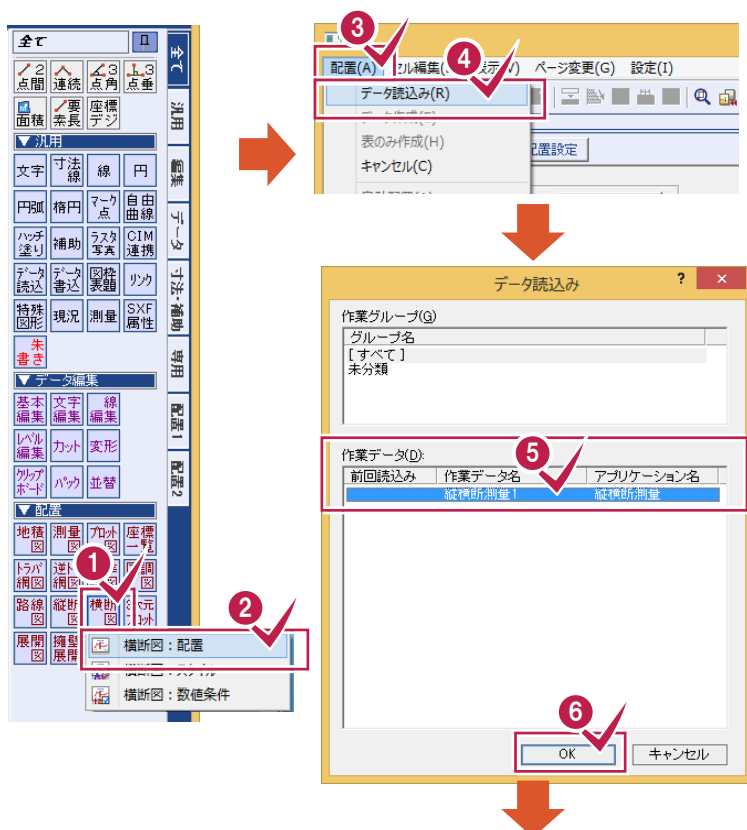 全て
2
点間
連続
3
点角
3
点垂
面積
要
素長
座標
デジ
▼ 汎用
文字
寸法
線
線
円
円弧
楕円
マーク
点
自由
曲線
ハッチ
塗り
補助
ラスタ
写真
CIM
連携
データ
読込
データ
書込
図枠
表題
リンク
特殊
図形
現況
測量
SXF
属性
朱
書き
▼ データ編集
基本
編集
文字
編集
線
編集
レベル
編集
カット
変形
クリップ
ボード
パック
並替
▼ 配置
地積
図
測量
図
プロット
図
座標
一覧
トラバ
網図
網図
図
路線
図
縦断
図
横断
図
展開
図
擁壁
展開
全て
汎用
編集
データ
寸法・補助
専用
配置1
配置2
1
2
横断図：配置
横断図：数値条件
3
4
配置(A)
セル編集
ページ変更(G)
設定(I)
データ読込み(R)
表のみ作成(H)
キャンセル(C)
配置設定
データ読込み
?
×
作業グループ(G)
グループ名
[すべて]
未分類
5
作業データ(D):
前回読込み
作業データ名
アプリケーション名
縦横断測量1
縦横断測量
6
OK
キャンセル